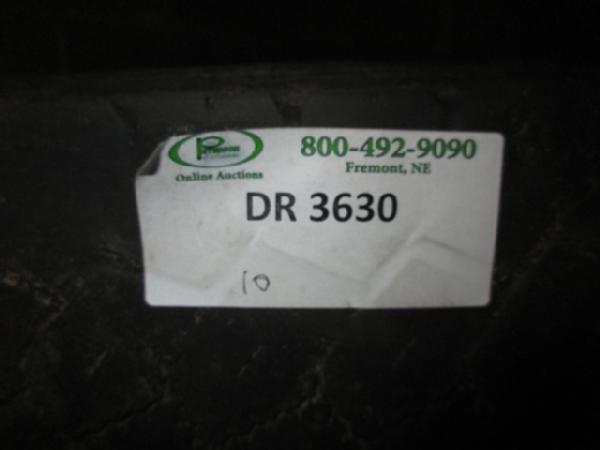 800-492-9090
Fremont, NE
Online Auctions
DR 3630
10